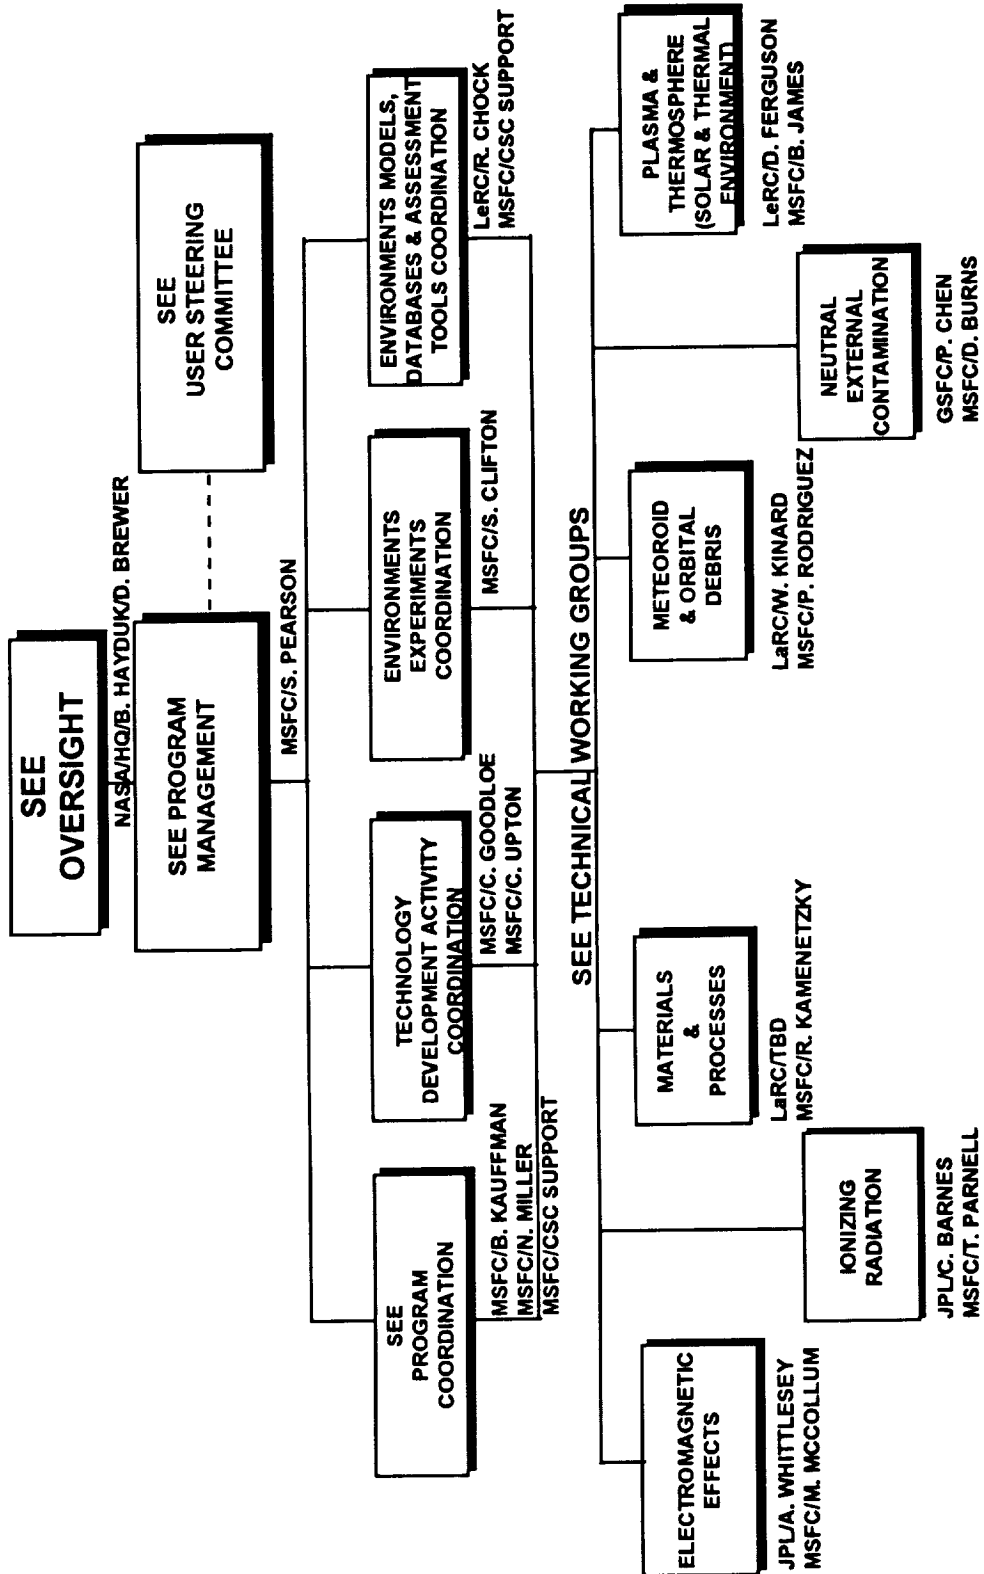 SEE
OVERSIGHT
NASA/HQ/B. HAYDUK/D. BREWER
SEE PROGRAM
MANAGEMENT
SEE
USER STEERING
COMMITTEE
MSFC/S. PEARSON
SEE
PROGRAM
COORDINATION
MSFC/B. KAUFFMAN
MSFC/N. MILLER
MSFC/CSC SUPPORT
TECHNOLOGY
DEVELOPMENT ACTIVITY
COORDINATION
MSFC/C. GOODLOE
MSFC/C. UPTON
ENVIRONMENTS
EXPERIMENTS
COORDINATION
MSFC/S. CLIFTON
ENVIRONMENTS MODELS,
DATABASES & ASSESSMENT
TOOLS COORDINATION
LeRC/R. CHOCK
MSFC/CSC SUPPORT
SEE TECHNICAL WORKING GROUPS
ELECTROMAGNETIC
EFFECTS
JPL/A. WHITTLESEY
MSFC/M. MCCOLLUM
IONIZING
RADIATION
JPL/C. BARNES
MSFC/T. PARNELL
MATERIALS
&
PROCESSES
LaRC/TBD
MSFC/R. KAMENETZKY
METEOROID
& ORBITAL
DEBRIS
LaRC/W. KINARD
MSFC/P. RODRIGUEZ
NEUTRAL
EXTERNAL
CONTAMINATION
GSFC/P. CHEN
MSFC/D. BURNS
PLASMA &
THERMOSPHERE
(SOLAR & THERMAL
ENVIRONMENT)
LeRC/D. FERGUSON
MSFC/B. JAMES